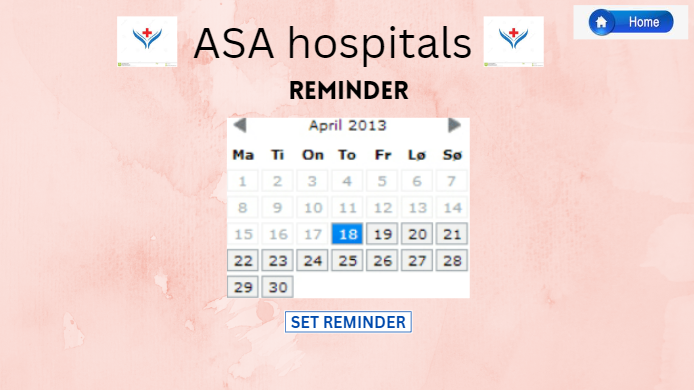 ASA hospitals
Home
REMINDER
April 2013
Ma Ti On To Fr Lø Sø
1 2 3 4 5 6 7
8 9 10 11 12 13 14
15 16 17 18 19 20 21
22 23 24 25 26 27 28
29 30
SET REMINDER